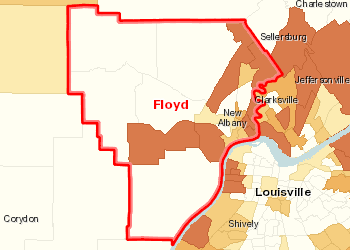 Charlestown
Sellersburg
Jeffersonville
Floyd
Clarksville
New
Albany
Louisville
Corydon
Shively